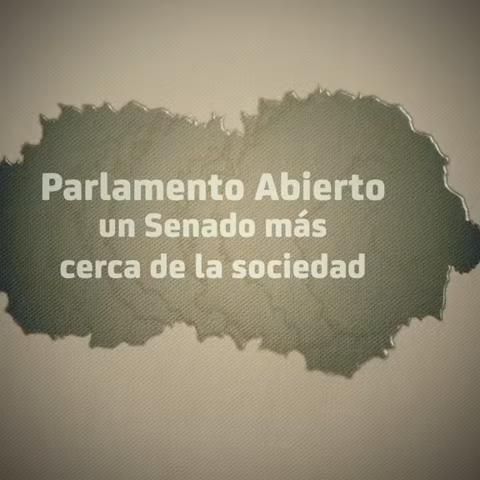 Parlamento Abierto
un Senado más
cerca de la sociedad